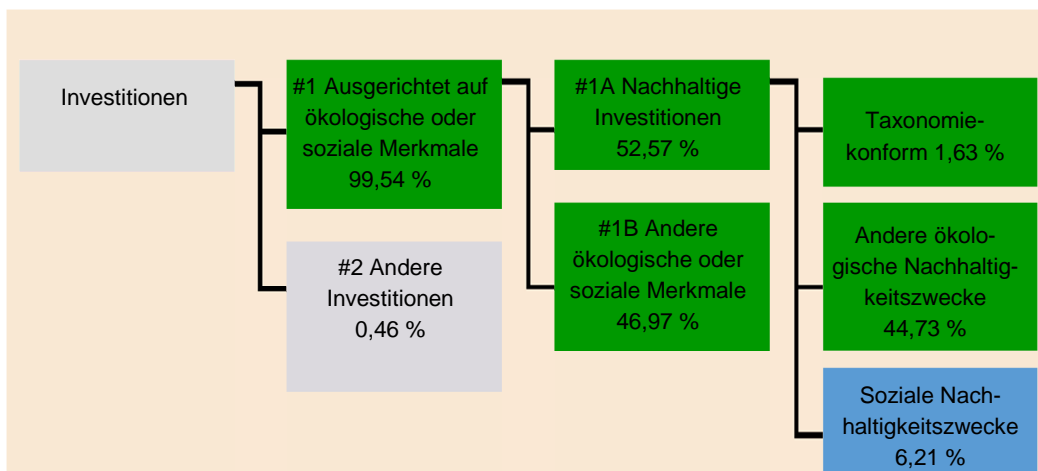 Investitionen
#1 Ausgerichtet auf
ökologische oder
soziale Merkmale
99,54 %
#2 Andere
Investitionen
0,46 %
#1A Nachhaltige
Investitionen
52,57 %
#1B Andere
ökologische oder
soziale Merkmale
46,97 %
Taxonomie-
konform 1,63 %
Andere ökolo-
gische Nachhaltig-
keitszwecke
44,73 %
Soziale Nach-
haltigkeitszwecke
6,21 %